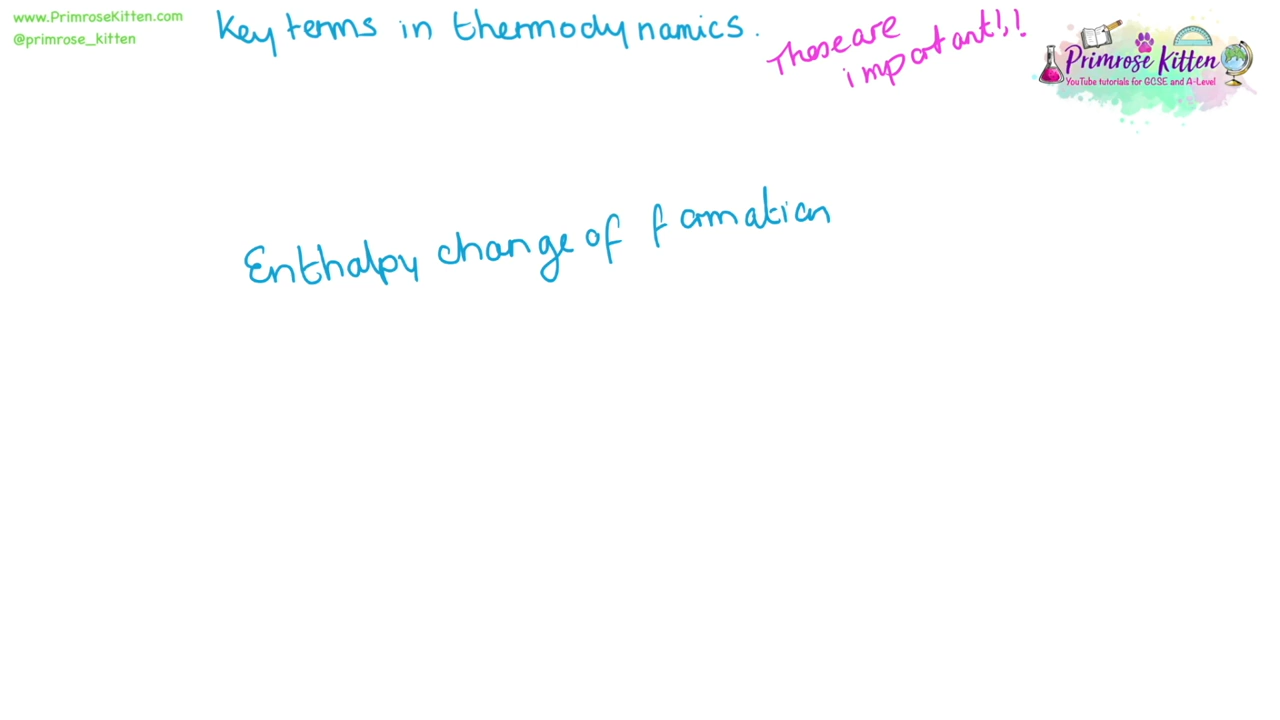 www.PrimroseKitten.com
@primrose_kitten
Key terms in thermodynamics.
These are
important!!!
Primrose Kitten
YouTube tutorials for GCSE and A-Level
Enthalpy change of formation